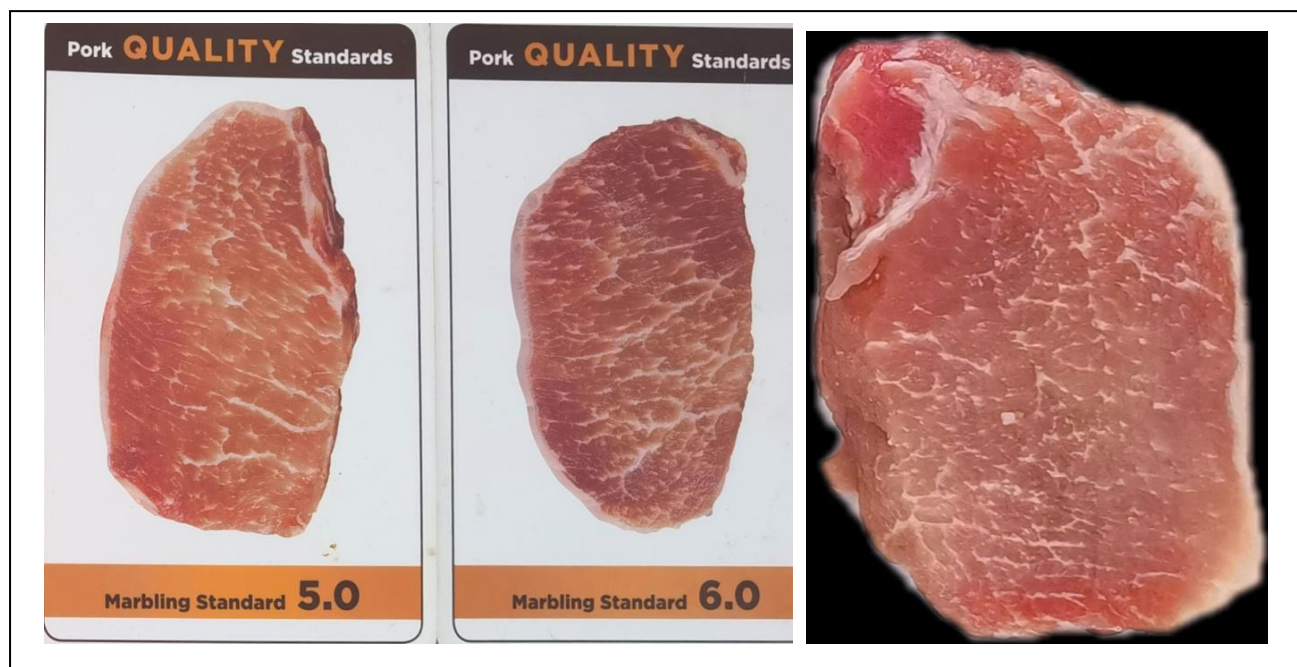 Pork QUALITY Standards
Marbling Standard 5.0
Pork QUALITY Standards
Marbling Standard 6.0